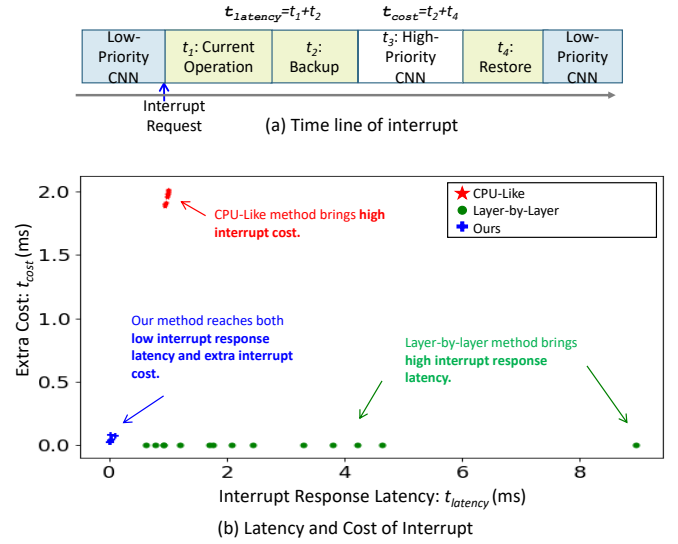 t_latency=t1+t2
t_cost=t2+t4
Low-
Priority
CNN
t1: Current
Operation
t2:
Backup
t3: High-
Priority
CNN
t4:
Restore
Low-
Priority
CNN
Interrupt
Request
(a) Time line of interrupt
2.0
1.5
1.0
0.5
0.0
Extra Cost: t_cost (ms)
CPU-Like
Layer-by-Layer
Ours
CPU-Like method brings high
interrupt cost.
Our method reaches both
low interrupt response
latency and extra interrupt
cost.
Layer-by-layer method brings
high interrupt response
latency.
0 2 4 6 8
Interrupt Response Latency: t_latency (ms)
(b) Latency and Cost of Interrupt